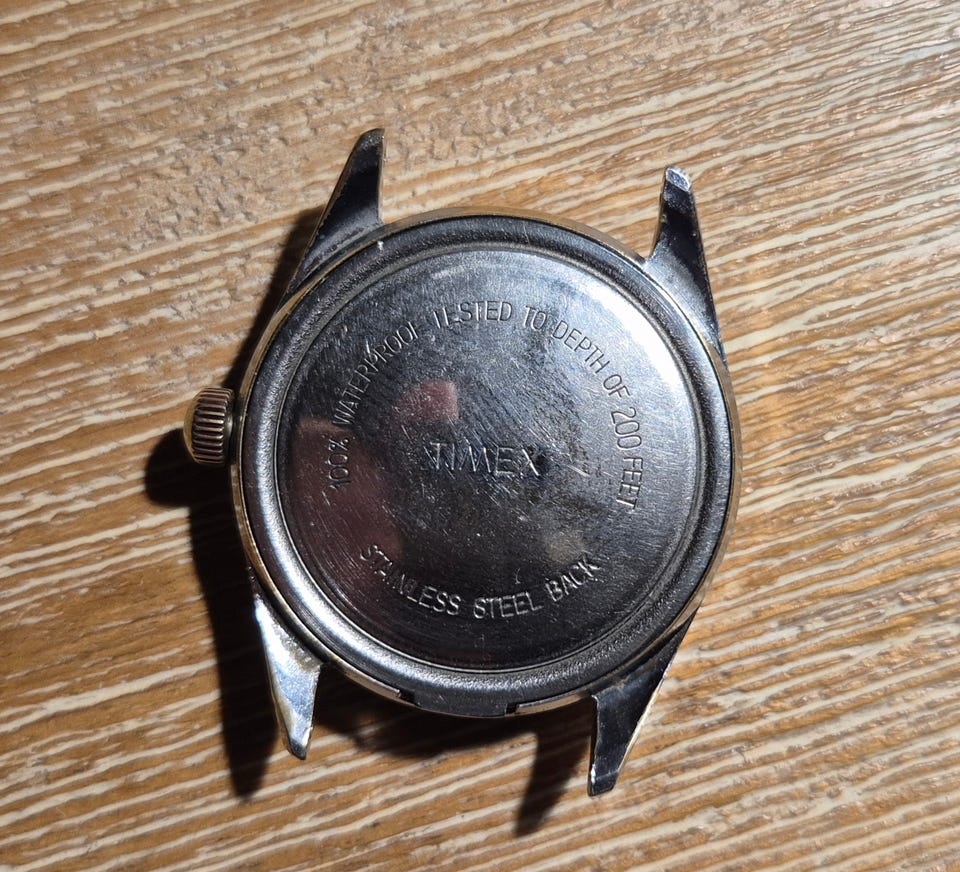 100% WATERPROOF TESTED TO DEPTH OF 200 FEET
TIMEX
STAINLESS STEEL BACK